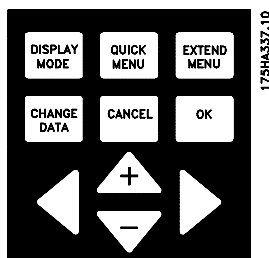 DISPLAY
MODE
QUICK
MENU
EXTEND
MENU
CHANGE
DATA
CANCEL
OK
+
−
175HA337.10